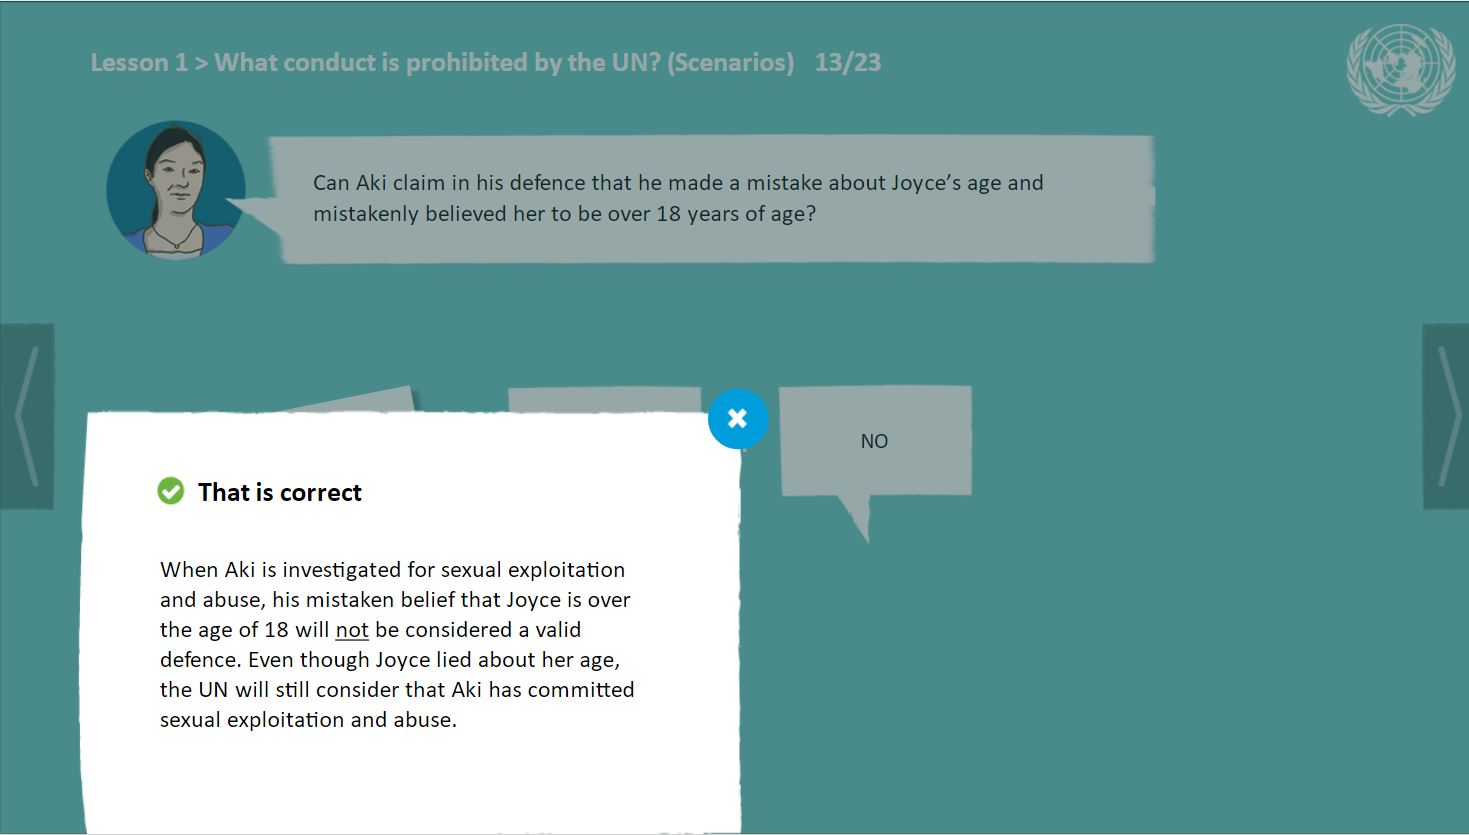 Lesson 1 > What conduct is prohibited by the UN? (Scenarios) 13/23
Can Aki claim in his defence that he made a mistake about Joyce’s age and
mistakenly believed her to be over 18 years of age?
NO
That is correct
When Aki is investigated for sexual exploitation
and abuse, his mistaken belief that Joyce is over
the age of 18 will not be considered a valid
defence. Even though Joyce lied about her age,
the UN will still consider that Aki has committed
sexual exploitation and abuse.